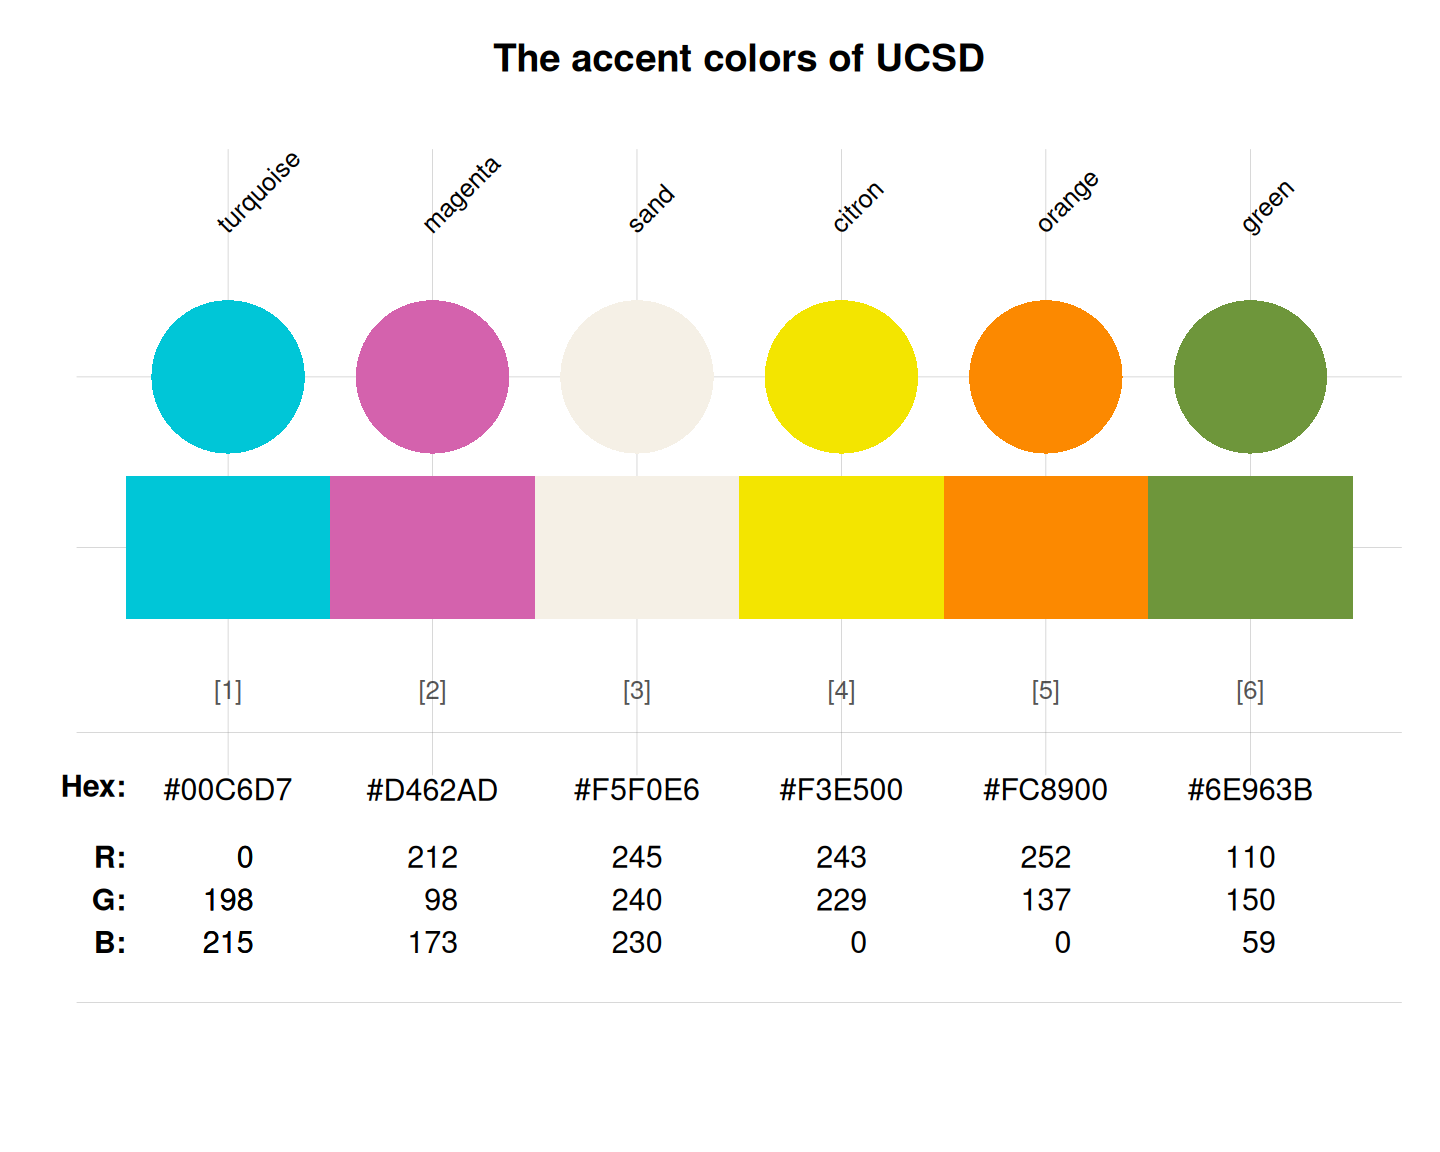 The accent colors of UCSD
turquoise magenta sand citron orange green
[1] [2] [3] [4] [5] [6]
Hex: #00C6D7 #D462AD #F5F0E6 #F3E500 #FC8900 #6E963B
R: 0 212 245 243 252 110
G: 198 98 240 229 137 150
B: 215 173 230 0 0 59